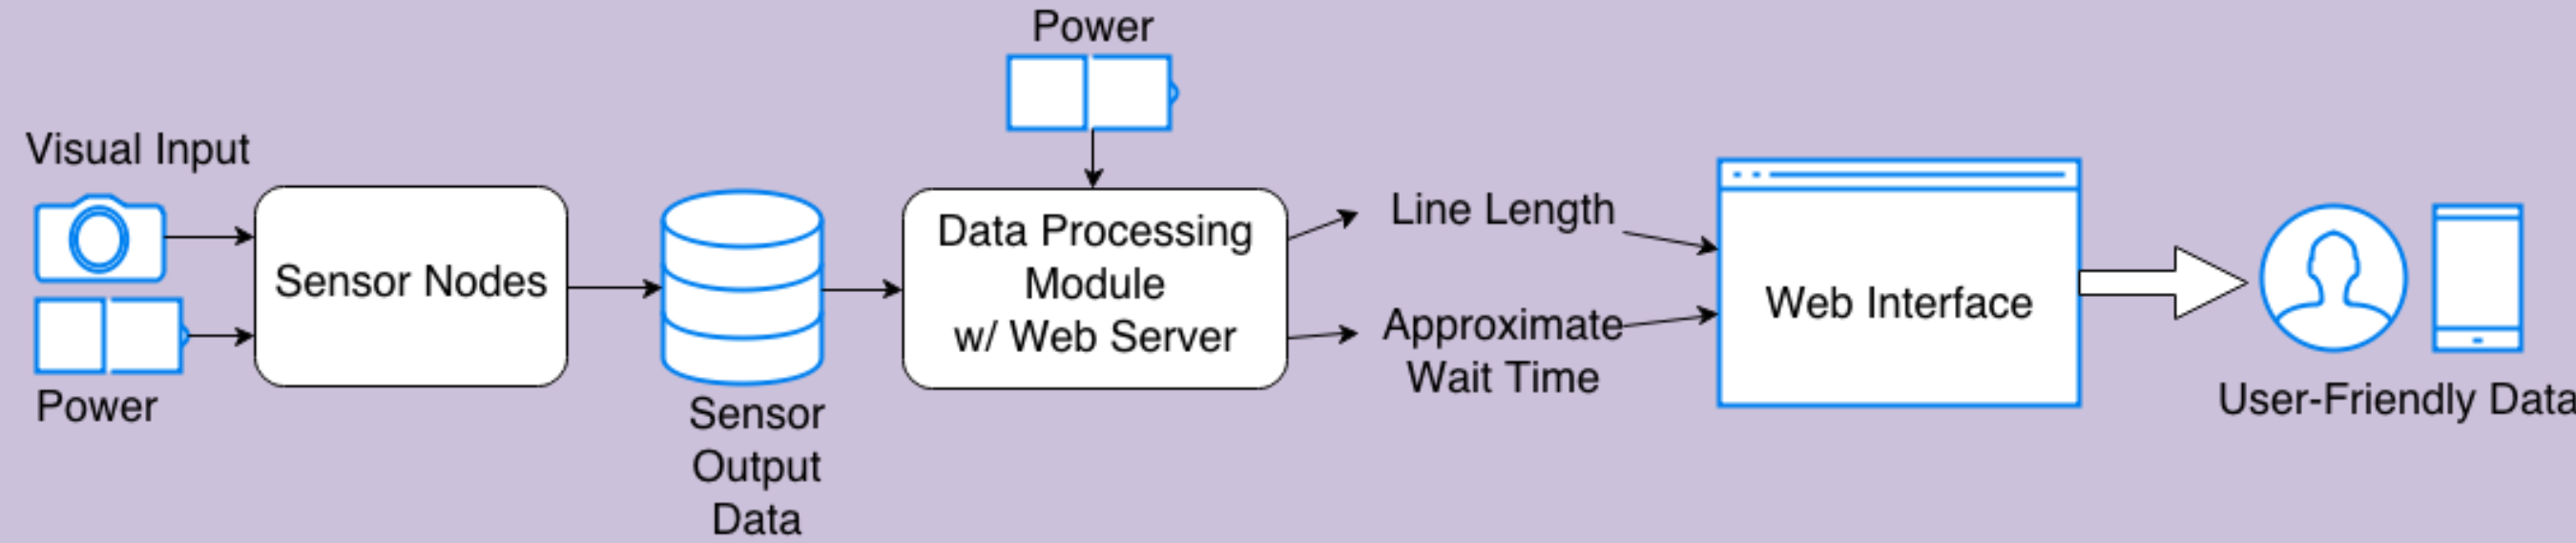 Power
Visual Input
Sensor Nodes
Power
Sensor
Output
Data
Data Processing
Module
w/ Web Server
Line Length
Approximate
Wait Time
Web Interface
User-Friendly Data